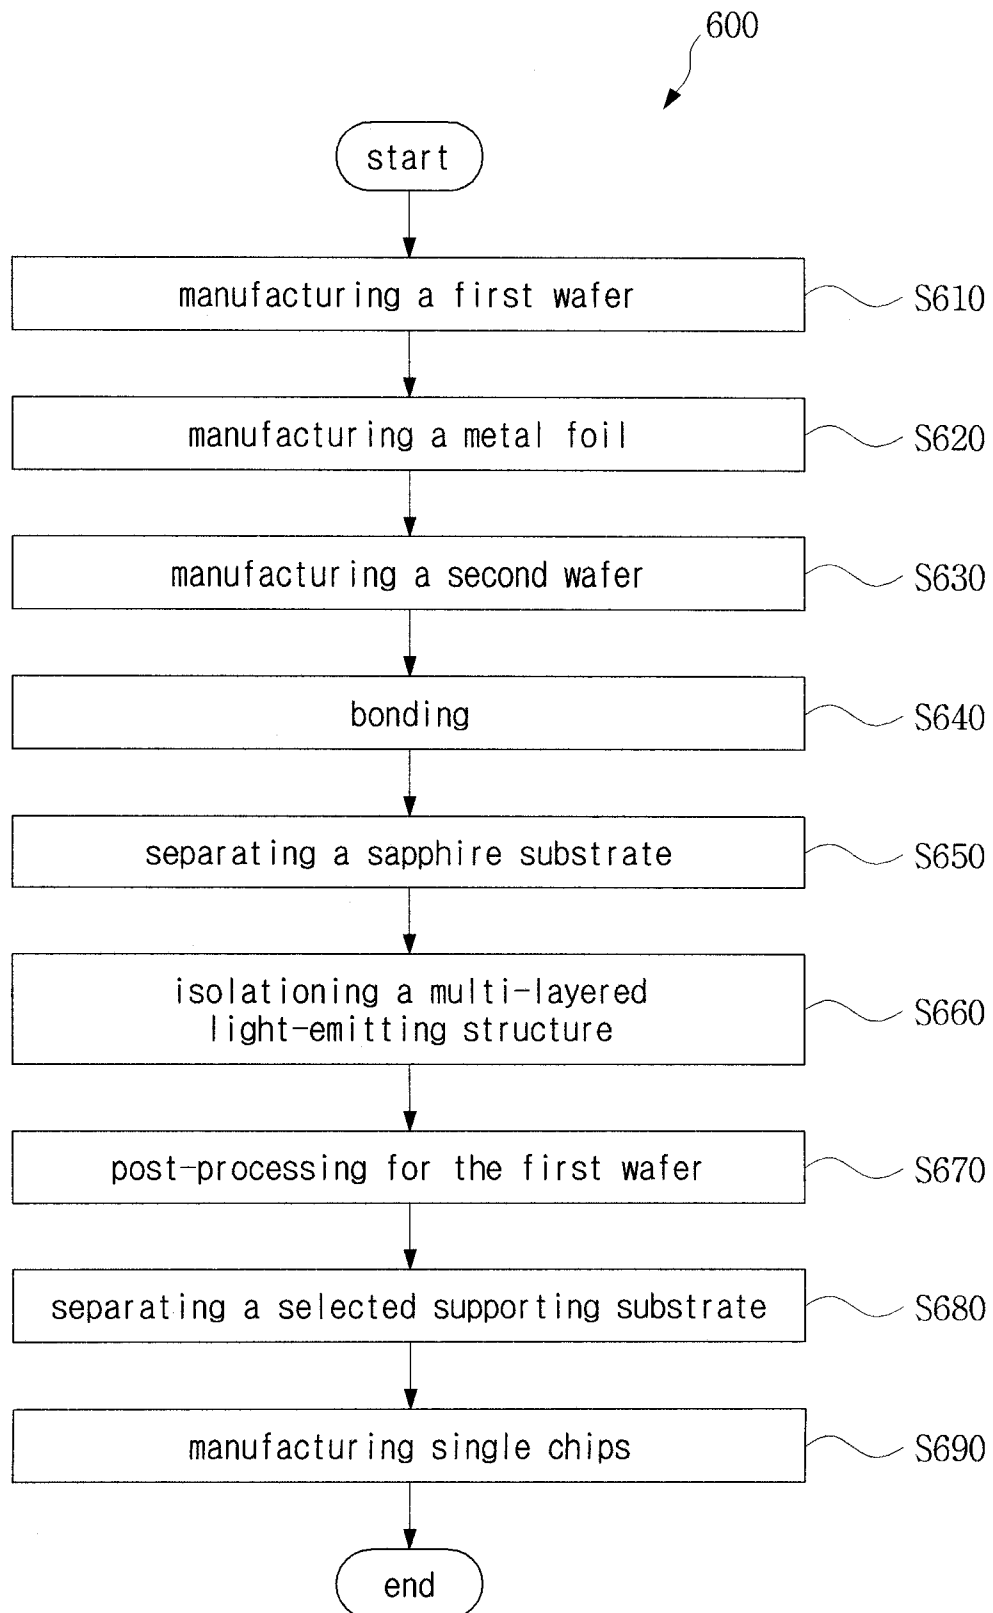 600
start
manufacturing a first wafer
S610
manufacturing a metal foil
S620
manufacturing a second wafer
S630
bonding
S640
separating a sapphire substrate
S650
isolationing a multi-layered
light-emitting structure
S660
post-processing for the first wafer
S670
separating a selected supporting substrate
S680
manufacturing single chips
S690
end